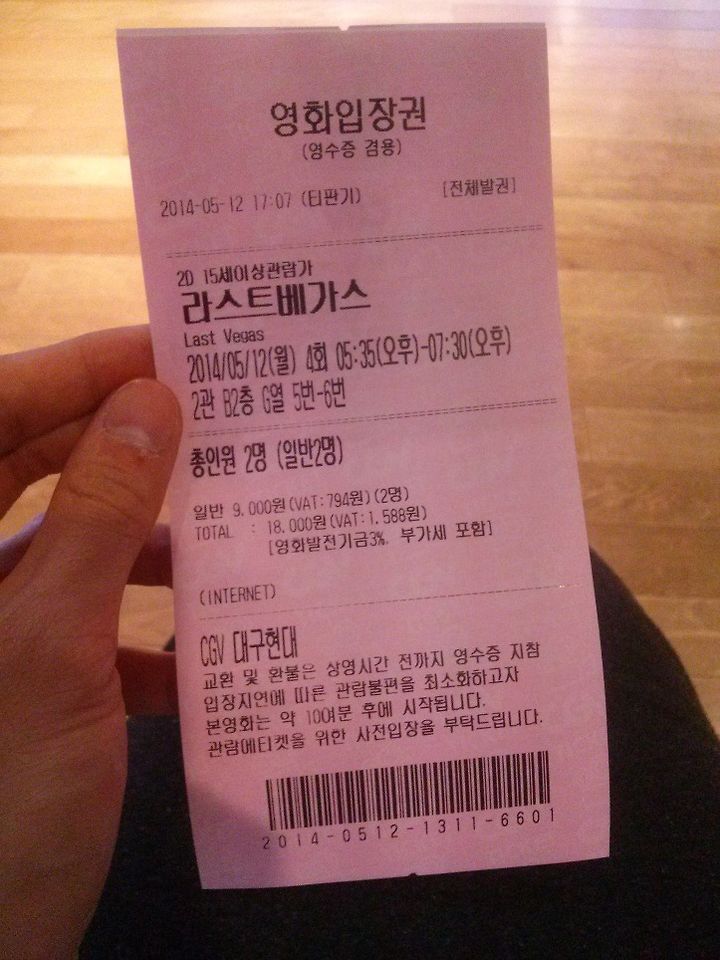 영화입장권
(영수증 겸용)
2014-05-12 17:07 (티판기) [전체발권]
2D 15세이상관람가
라스트베가스
Last Vegas
2014/05/12(월) 4회 05:35(오후)-07:30(오후)
2관 B2층 G열 5번-6번
총인원 2명 (일반2명)
일반 9,000원(VAT:794원)(2명)
TOTAL : 18,000원(VAT:1,588원)
[영화발전기금3%, 부가세 포함]
(INTERNET)
CGV 대구현대
교환 및 환불은 상영시간 전까지 영수증 지참
입장지연에 따른 관람불편을 최소화하고자
본영화는 약 10여분 후에 시작됩니다.
관람에티켓을 위한 사전입장을 부탁드립니다.
2014-0512-1311-6601